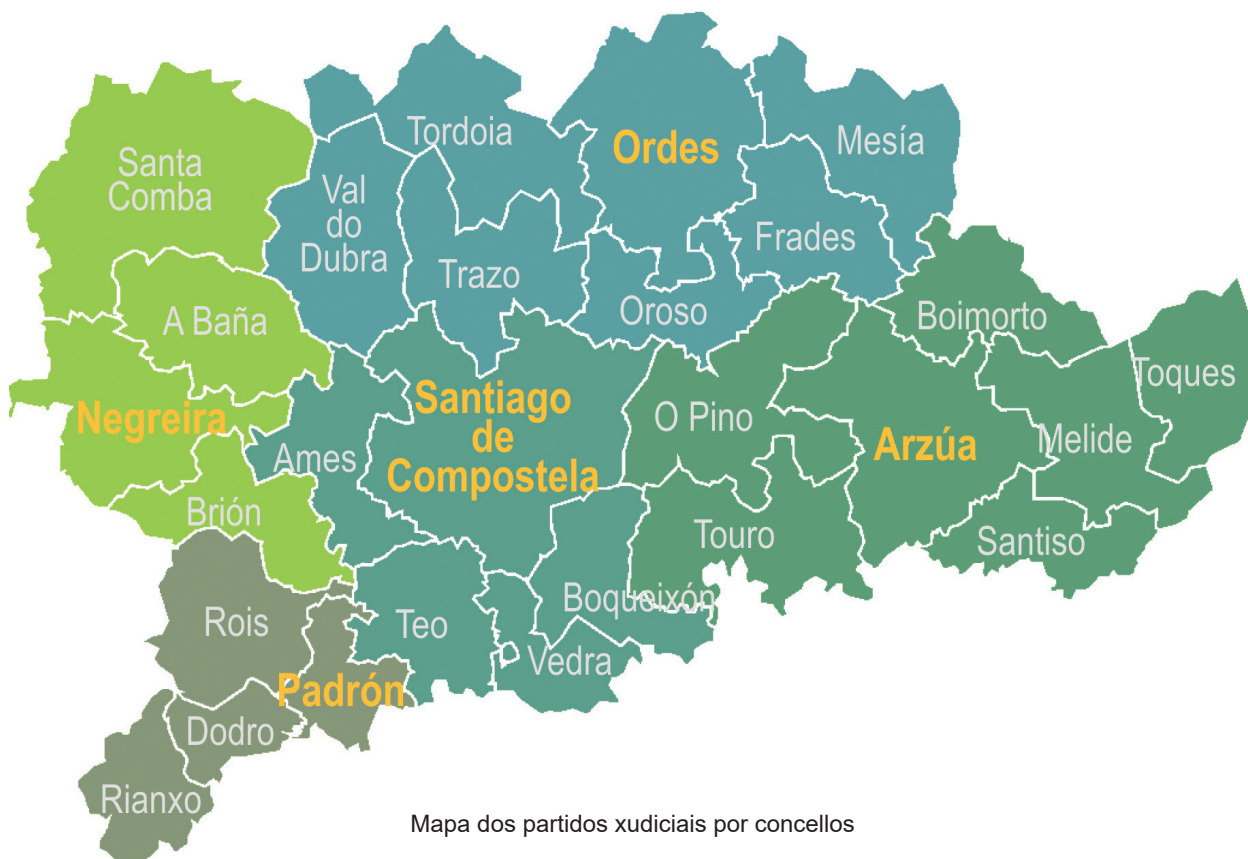 Tordoia
Ordes
Mesía
Santa
Comba
Val
do
Dubra
Frades
Trazo
Oroso
A Baña
Boimorto
Toques
Negreira
Santiago
de
Compostela
O Pino
Arzúa
Melide
Ames
Brión
Touro
Santiso
Rois
Teo
Boqueixón
Vedra
Padrón
Dodro
Rianxo
Mapa dos partidos xudiciais por concellos